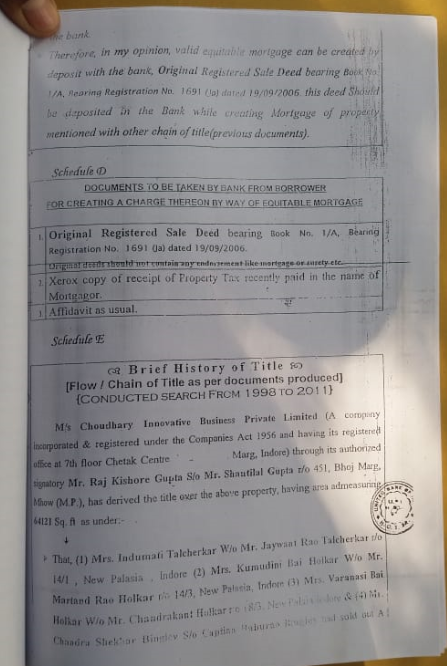 the bank.
Therefore, in my opinion, valid equitable mortgage can be created by
deposit with the bank, Original Registered Sale Deed bearing Book No.
1/A, Bearing Registration No. 1691 (Ja) dated 19/09/2006. this deed Should
be deposited in the Bank while creating Mortgage of property
mentioned with other chain of title(previous documents).
Schedule D
DOCUMENTS TO BE TAKEN BY BANK FROM BORROWER
FOR CREATING A CHARGE THEREON BY WAY OF EQUITABLE MORTGAGE
1. Original Registered Sale Deed bearing Book No. 1/A, Bearing
Registration No. 1691 (Ja) dated 19/09/2006.
Original deeds should not contain any endorsement like mortgage or surety etc.
2. Xerox copy of receipt of Property Tax recently paid in the name of
Mortgagor.
3. Affidavit as usual.
Schedule E
Brief History of Title
[Flow / Chain of Title as per documents produced]
{CONDUCTED SEARCH FROM 1998 TO 2011}
M/s Choudhary Innovative Business Private Limited (A company
incorporated & registered under the Companies Act 1956 and having its registered
office at 7th floor Chetak Centre Marg, Indore) through its authorized
signatory Mr. Raj Kishore Gupta S/o Mr. Shantilal Gupta r/o 451, Bhoj Marg,
Mhow (M.P.), has derived the title over the above property, having area admeasuring
64121 Sq. ft as under:-
That, (1) Mrs. Indumati Talcherkar W/o Mr. Jaywant Rao Talcherkar r/o
14/1 , New Palasia , Indore (2) Mrs. Kumudini Bai Holkar W/o Mr.
Martand Rao Holkar r/o 14/3, New Palasia, Indore (3) Mrs. Varanasi Bai
Holkar W/o Mr. Chandrakant Holkar r/o 18/3, New Palasia Indore & (4) Mr.
Chandra Shekhar Bingley S/o Captian sold out